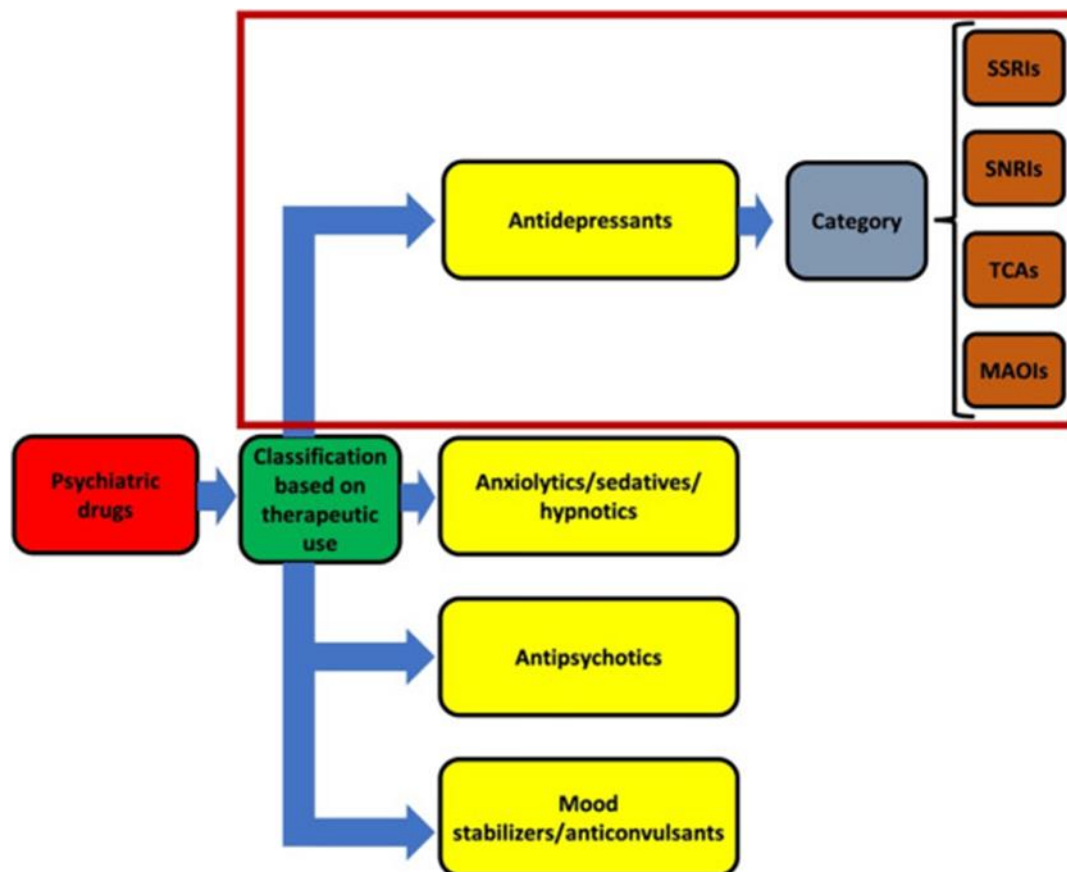 SSRIs
SNRIs
Antidepressants
Category
TCAs
MAOIs
Psychiatric
drugs
Classification
based on
therapeutic
use
Anxiolytics/sedatives/
hypnotics
Antipsychotics
Mood
stabilizers/anticonvulsants